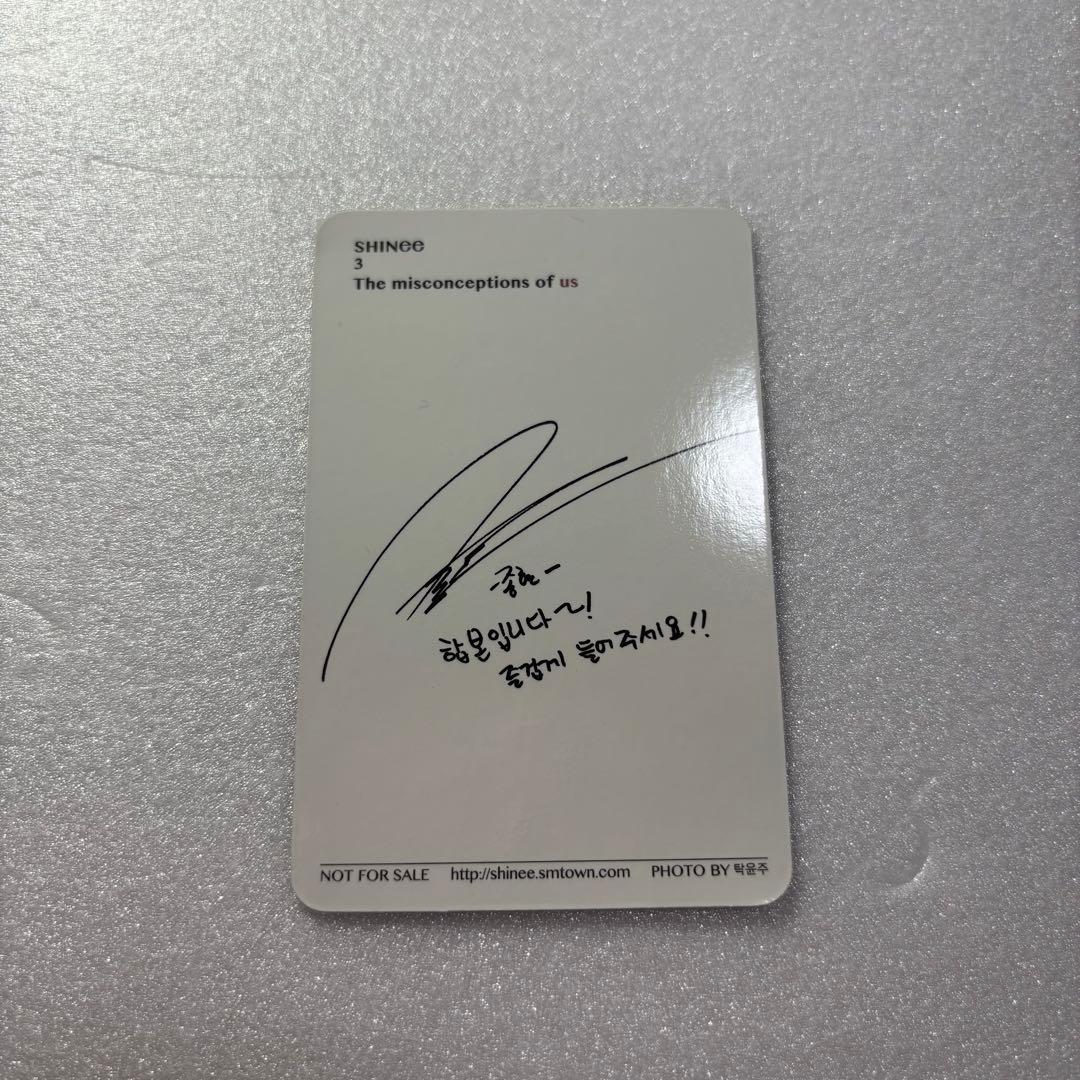 SHINee
3
The misconceptions of us
-종현-
합본입니다~!
즐겁게 들어주세요!!
NOT FOR SALE http://shinee.smtown.com PHOTO BY 탁윤주